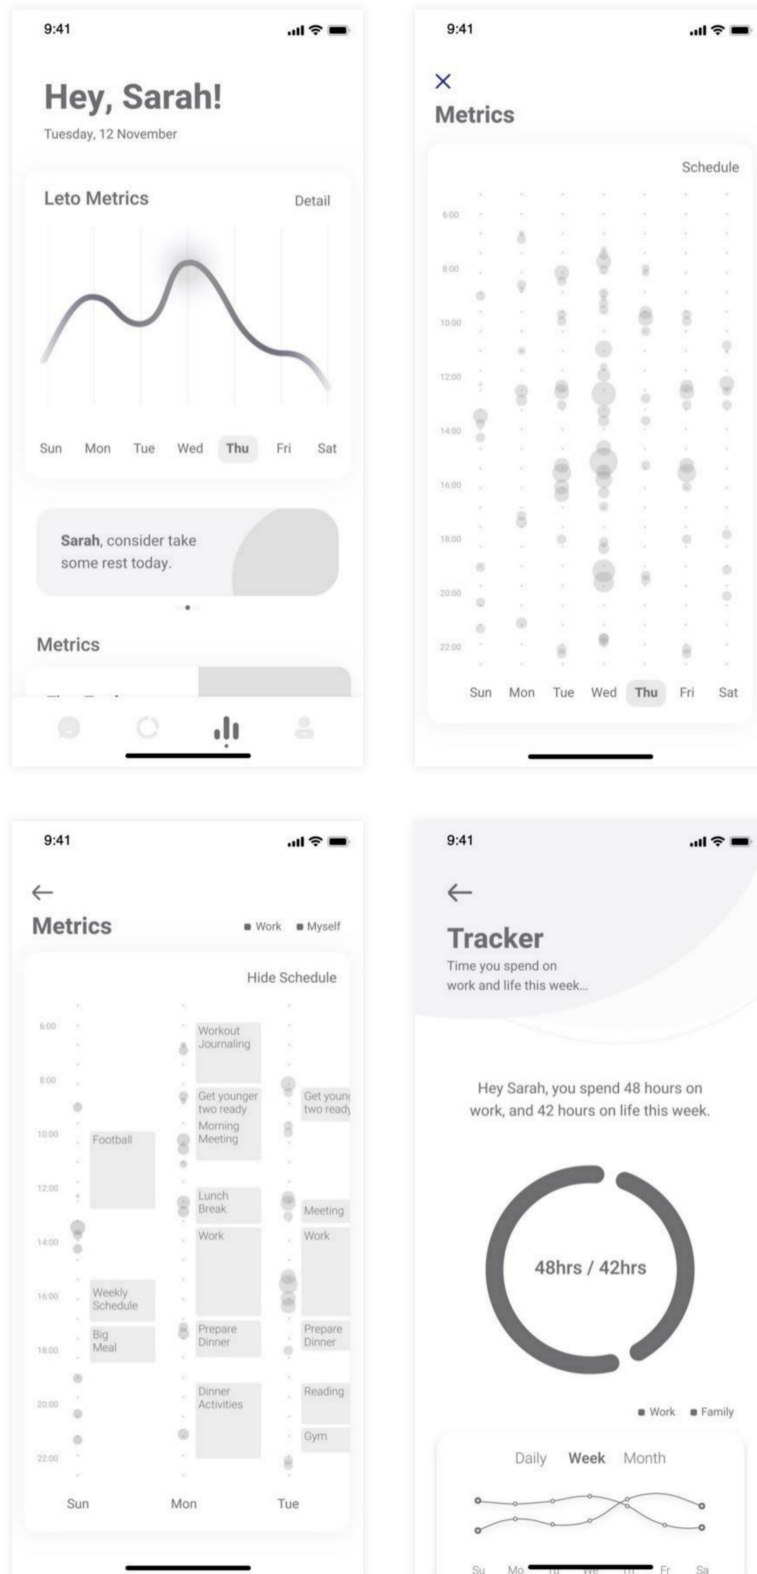 9:41
Hey, Sarah!
Tuesday, 12 November
Leto Metrics
Detail
Sun Mon Tue Wed Thu Fri Sat
Sarah, consider take
some rest today.
Metrics
9:41
Metrics
Schedule
6:00
8:00
10:00
12:00
14:00
16:00
18:00
20:00
22:00
Sun Mon Tue Wed Thu Fri Sat
9:41
Metrics
Work Myself
Hide Schedule
6:00
8:00
10:00
12:00
14:00
16:00
18:00
20:00
22:00
Football
Weekly
Schedule
Big
Meal
Workout
Journaling
Get younger
two ready
Morning
Meeting
Lunch
Break
Work
Prepare
Dinner
Dinner
Activities
Get young
two ready
Meeting
Work
Prepare
Dinner
Reading
Gym
Sun Mon Tue
9:41
Tracker
Time you spend on
work and life this week...
Hey Sarah, you spend 48 hours on
work, and 42 hours on life this week.
48hrs / 42hrs
Work Family
Daily Week Month
Su Mo Tu We Th Fr Sa